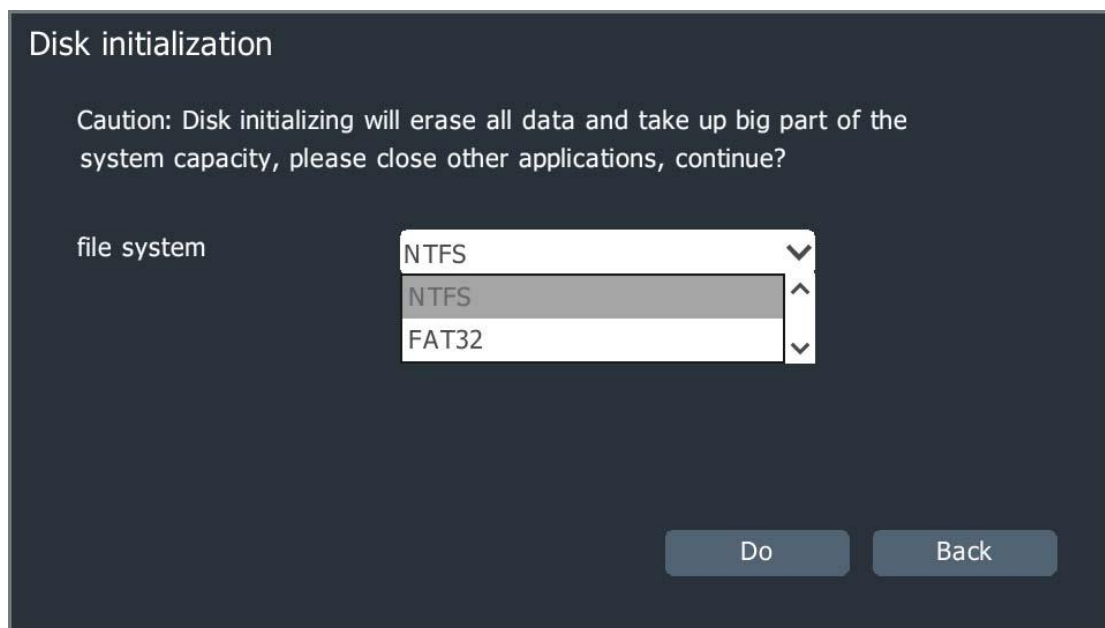 Disk initialization
Caution: Disk initializing will erase all data and take up big part of the
system capacity, please close other applications, continue?
file system
NTFS
NTFS
FAT32
Do
Back